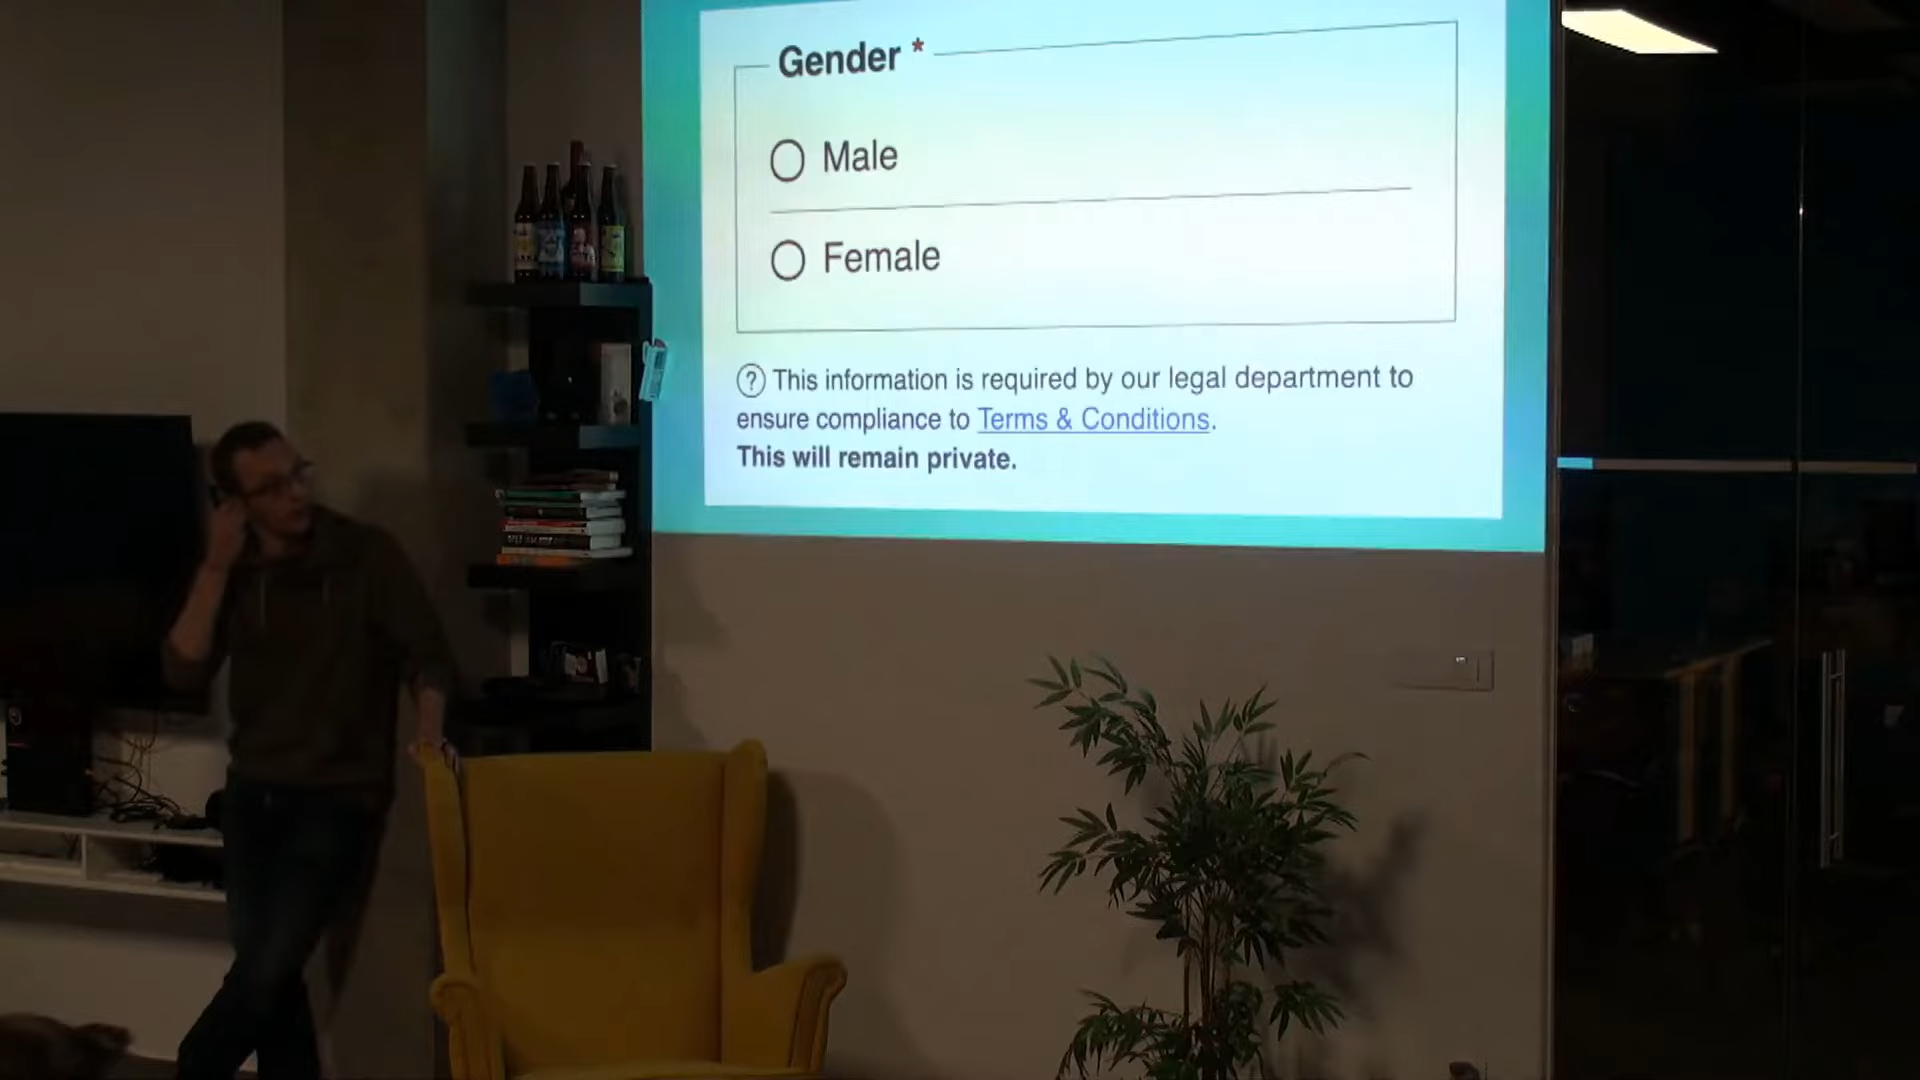 Gender *
Male
Female
? This information is required by our legal department to
ensure compliance to Terms & Conditions.
This will remain private.